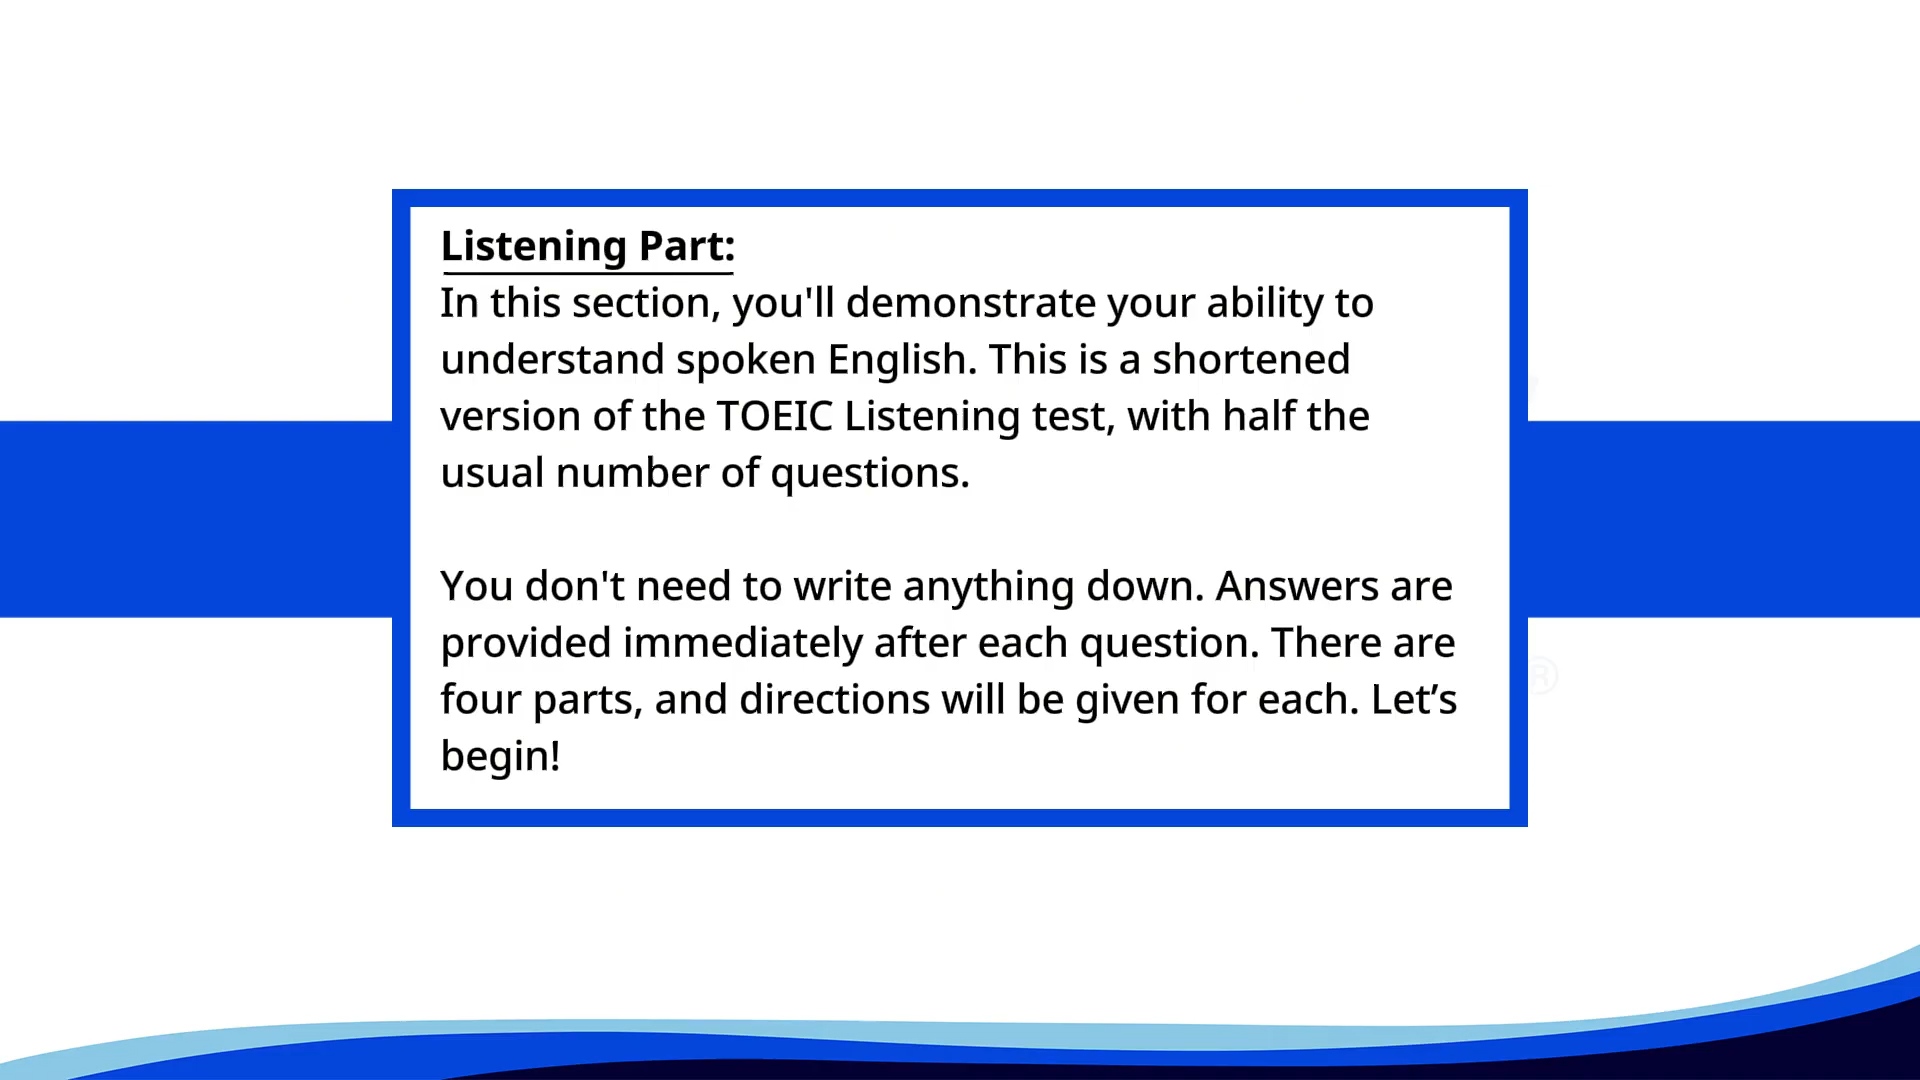 Listening Part:
In this section, you'll demonstrate your ability to
understand spoken English. This is a shortened
version of the TOEIC Listening test, with half the
usual number of questions.
You don't need to write anything down. Answers are
provided immediately after each question. There are
four parts, and directions will be given for each. Let’s
begin!
®